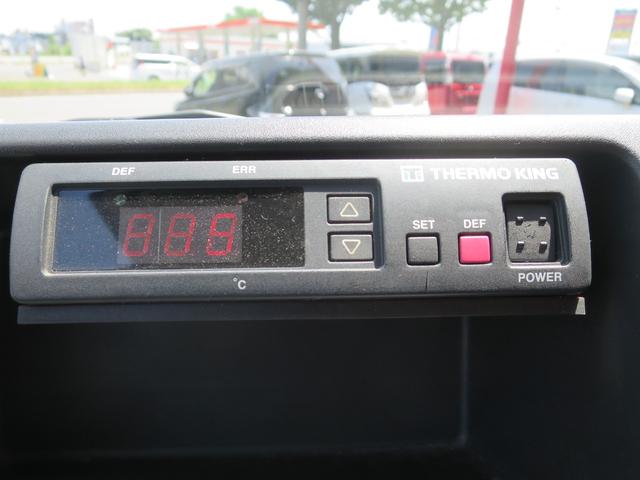 DEF ERR
THERMO KING
SET DEF
°C
POWER